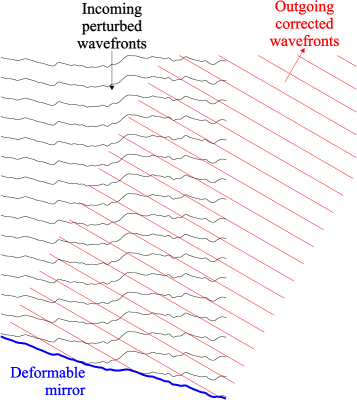 Incoming
perturbed
wavefronts
Outgoing
corrected
wavefronts
Deformable
mirror